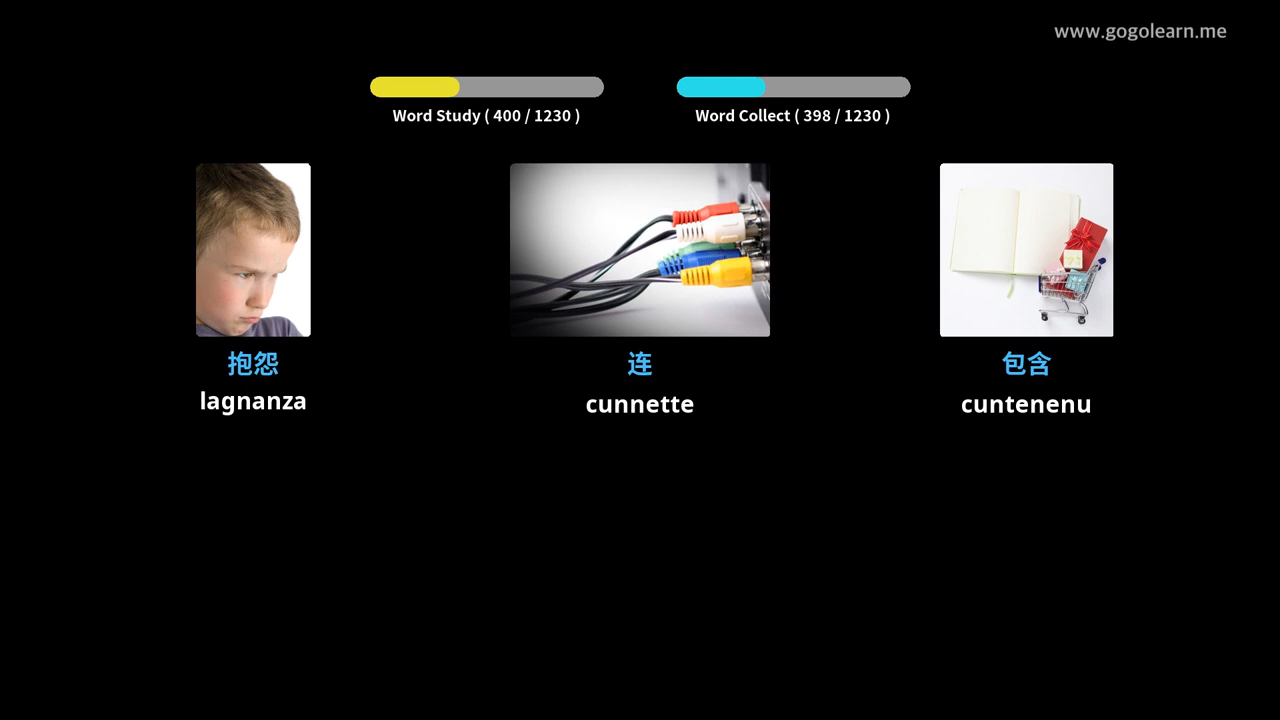 www.gogolearn.me
Word Study ( 400 / 1230 )
Word Collect ( 398 / 1230 )
抱怨
连
包含
lagnanza
cunnette
cuntenenu